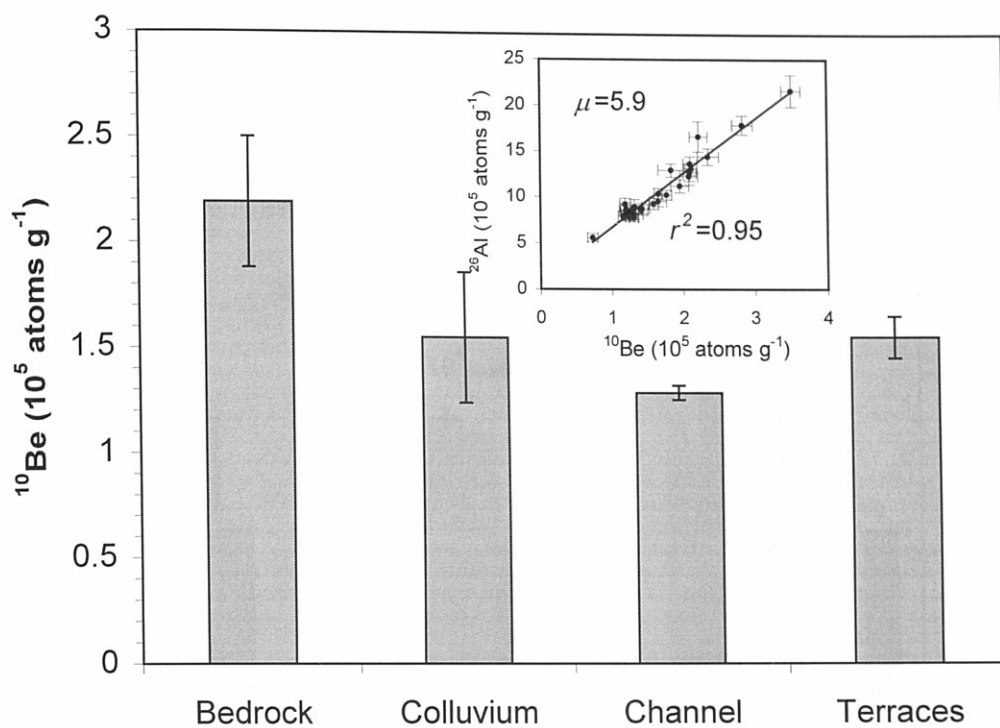 3
2.5
2
1.5
1
0.5
0
¹⁰Be (10⁵ atoms g⁻¹)
Bedrock
Colluvium
Channel
Terraces
25
20
15
10
5
0
²⁶Al (10⁵ atoms g⁻¹)
μ=5.9
r²=0.95
0 1 2 3 4
¹⁰Be (10⁵ atoms g⁻¹)